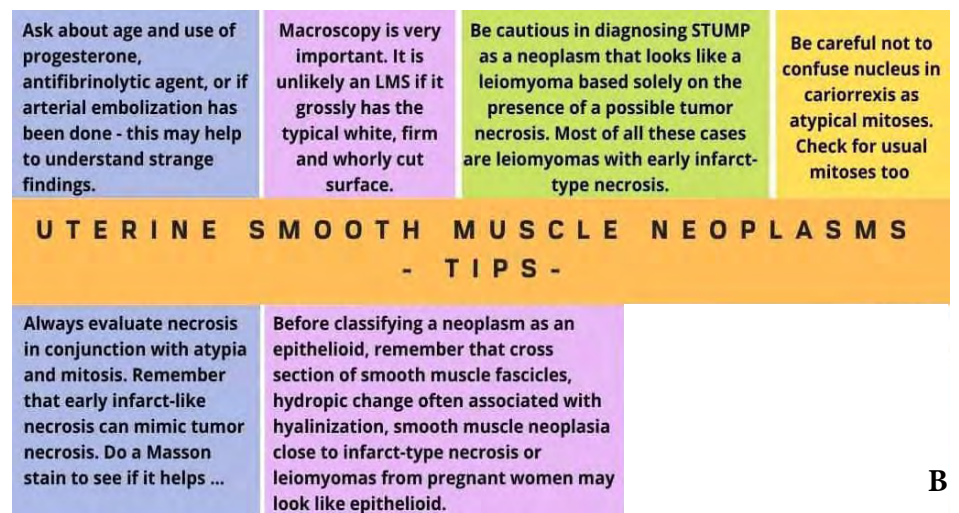 Ask about age and use of
progesterone,
antifibrinolytic agent, or if
arterial embolization has
been done - this may help
to understand strange
findings.
Macroscopy is very
important. It is
unlikely an LMS if it
grossly has the
typical white, firm
and whorly cut
surface.
Be cautious in diagnosing STUMP
as a neoplasm that looks like a
leiomyoma based solely on the
presence of a possible tumor
necrosis. Most of all these cases
are leiomyomas with early infarct-
type necrosis.
Be careful not to
confuse nucleus in
cariorrexis as
atypical mitoses.
Check for usual
mitoses too
UTERINE SMOOTH MUSCLE NEOPLASMS
- TIPS-
Always evaluate necrosis
in conjunction with atypia
and mitosis. Remember
that early infarct-like
necrosis can mimic tumor
necrosis. Do a Masson
stain to see if it helps ...
Before classifying a neoplasm as an
epithelioid, remember that cross
section of smooth muscle fascicles,
hydropic change often associated with
hyalinization, smooth muscle neoplasia
close to infarct-type necrosis or
leiomyomas from pregnant women may
look like epithelioid.
B